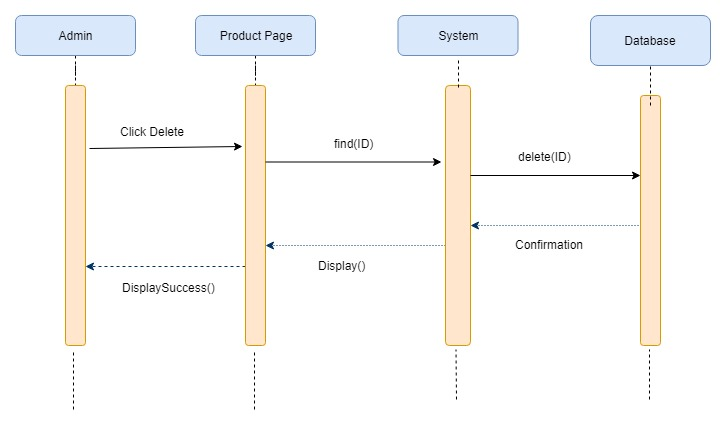 Admin
Product Page
System
Database
Click Delete
find(ID)
delete(ID)
Confirmation
Display()
DisplaySuccess()